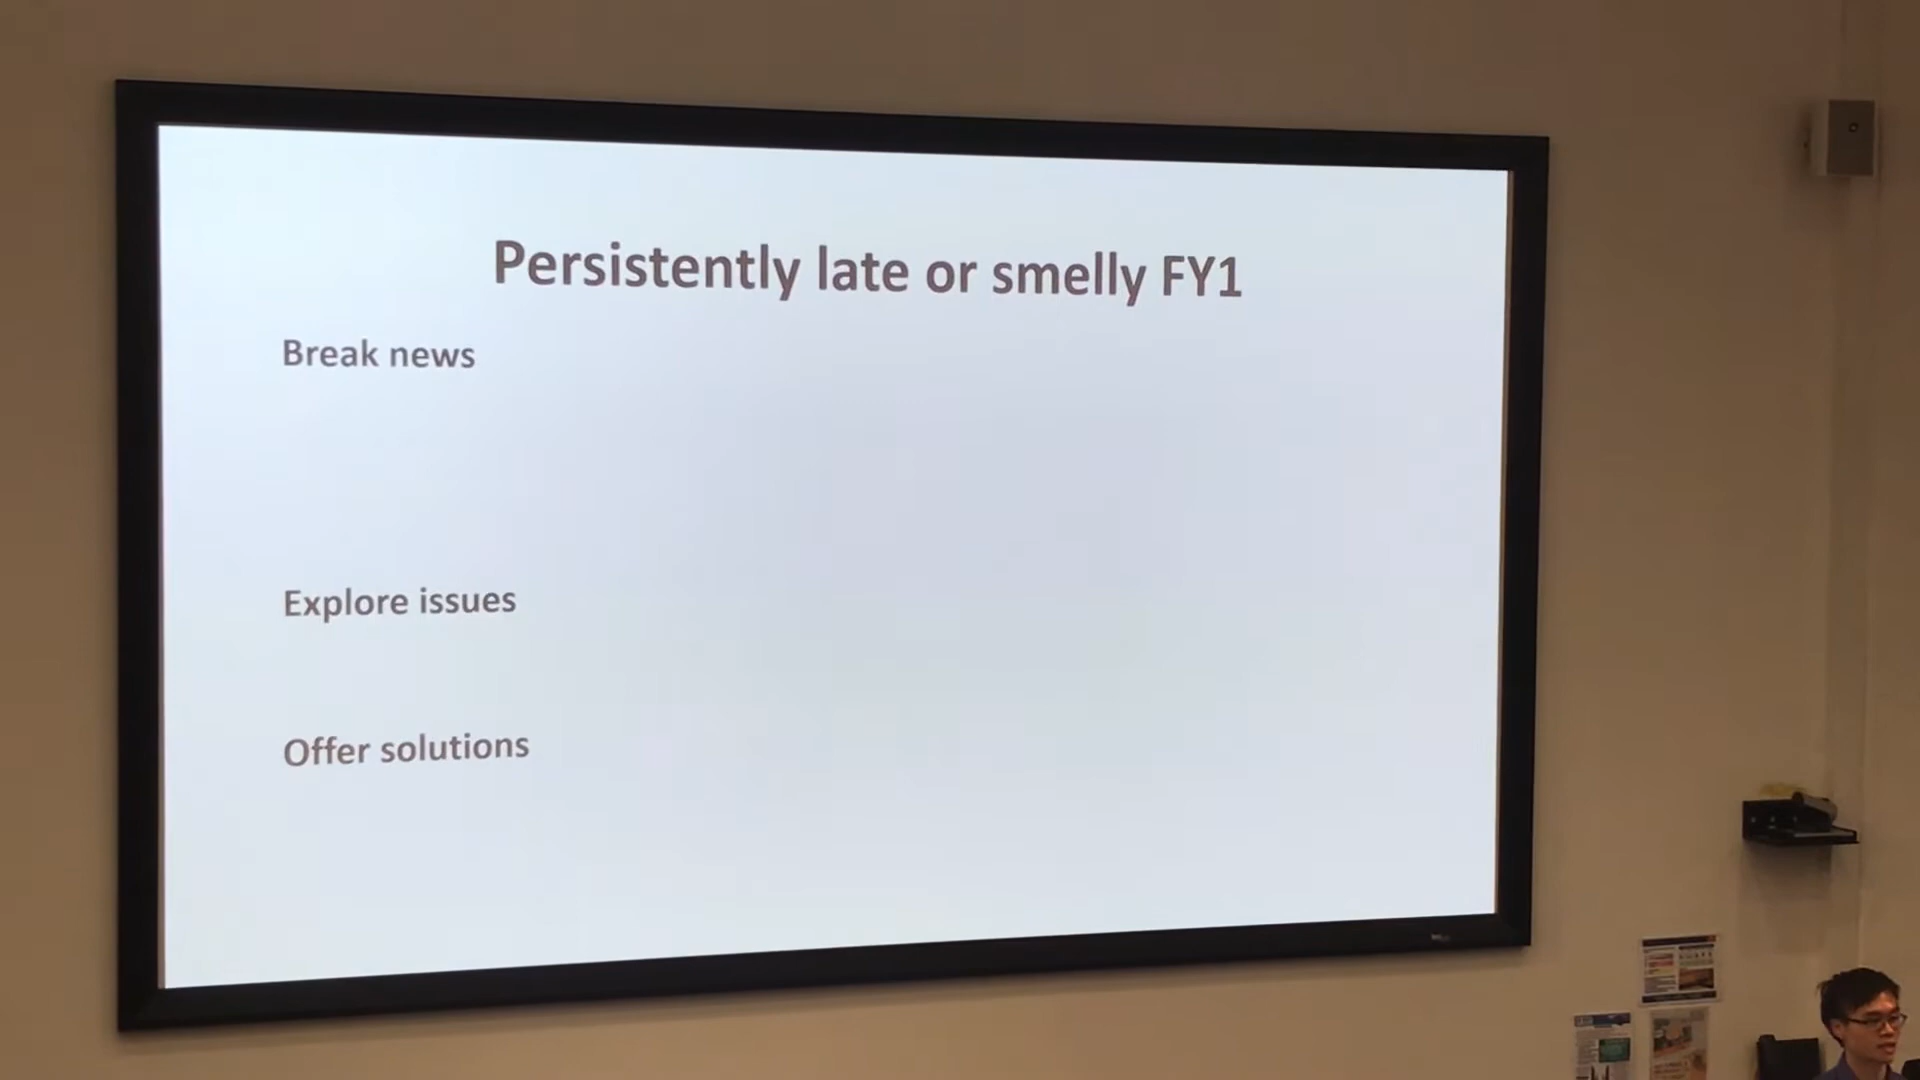 Persistently late or smelly FY1
Break news
Explore issues
Offer solutions